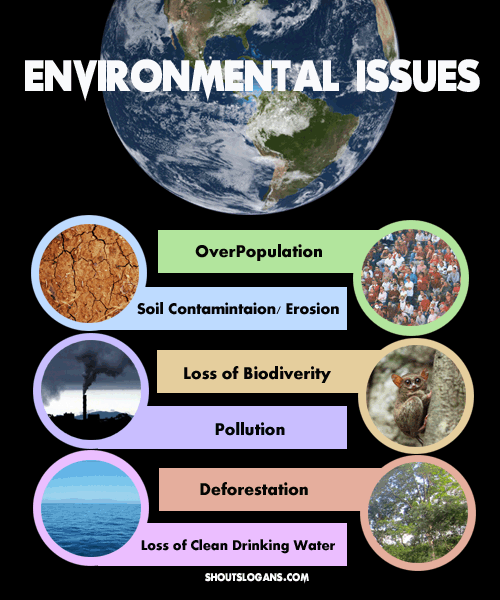 ENVIRONMENTAL ISSUES
OverPopulation
Soil Contamintaion/ Erosion
Loss of Biodiverity
Pollution
Deforestation
Loss of Clean Drinking Water
SHOUTSLOGANS.COM